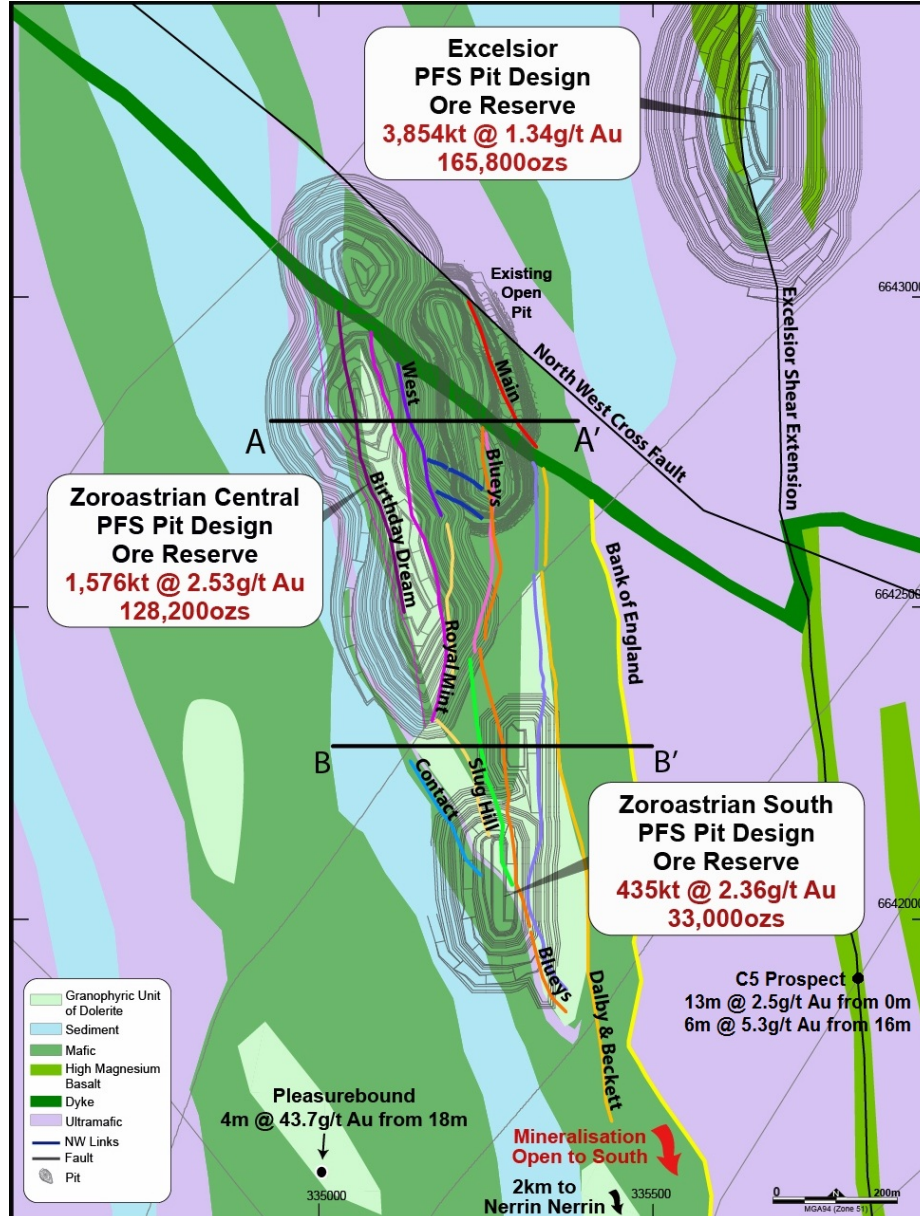 Excelsior
PFS Pit Design
Ore Reserve
3,854kt @ 1.34g/t Au
165,800ozs
Existing
Open
Pit
6643000
Excelsior Shear Extension
North West Cross Fault
Main
West
A
A'
Blueys
Zoroastrian Central
PFS Pit Design
Ore Reserve
1,576kt @ 2.53g/t Au
128,200ozs
Birthday Dream
Royal Mint
Bank of England
6642500
B
B'
Contact
Slug Hill
Zoroastrian South
PFS Pit Design
Ore Reserve
435kt @ 2.36g/t Au
33,000ozs
6642000
Blueys
Dalby & Beckett
C5 Prospect
13m @ 2.5g/t Au from 0m
6m @ 5.3g/t Au from 16m
Granophyric Unit
of Dolerite
Sediment
Mafic
High Magnesium
Basalt
Dyke
Ultramafic
NW Links
Fault
Pit
Pleasurebound
4m @ 43.7g/t Au from 18m
335000
Mineralisation
Open to South
2km to
Nerrin Nerrin
335500
0
N
200m
MGA94 (Zone 51)